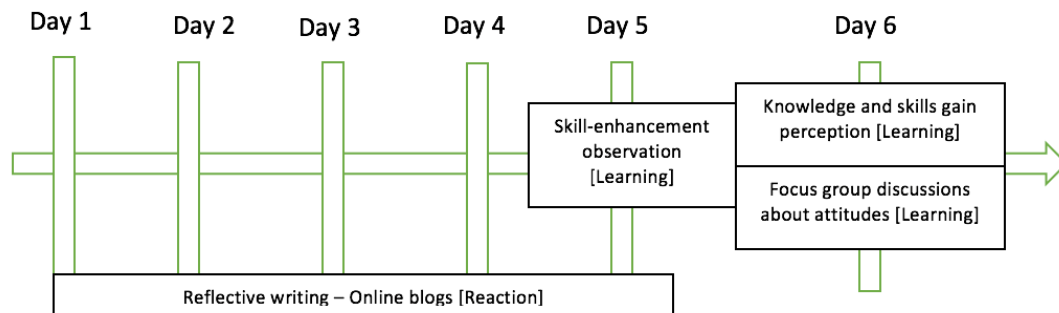 Day 1
Day 2
Day 3
Day 4
Day 5
Day 6
Skill-enhancement
observation
[Learning]
Knowledge and skills gain
perception [Learning]
Focus group discussions
about attitudes [Learning]
Reflective writing – Online blogs [Reaction]